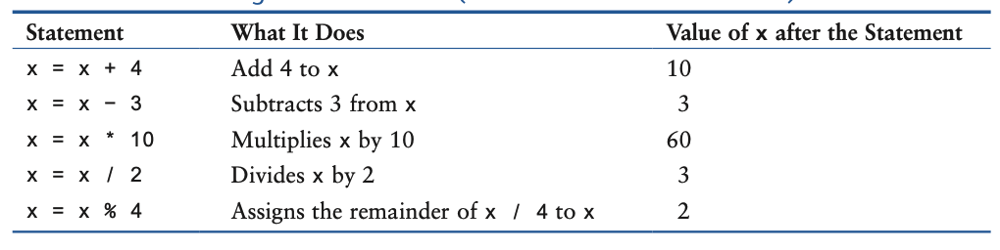 Statement What It Does Value of x after the Statement
x = x + 4 Add 4 to x 10
x = x - 3 Subtracts 3 from x 3
x = x * 10 Multiplies x by 10 60
x = x / 2 Divides x by 2 3
x = x % 4 Assigns the remainder of x / 4 to x 2